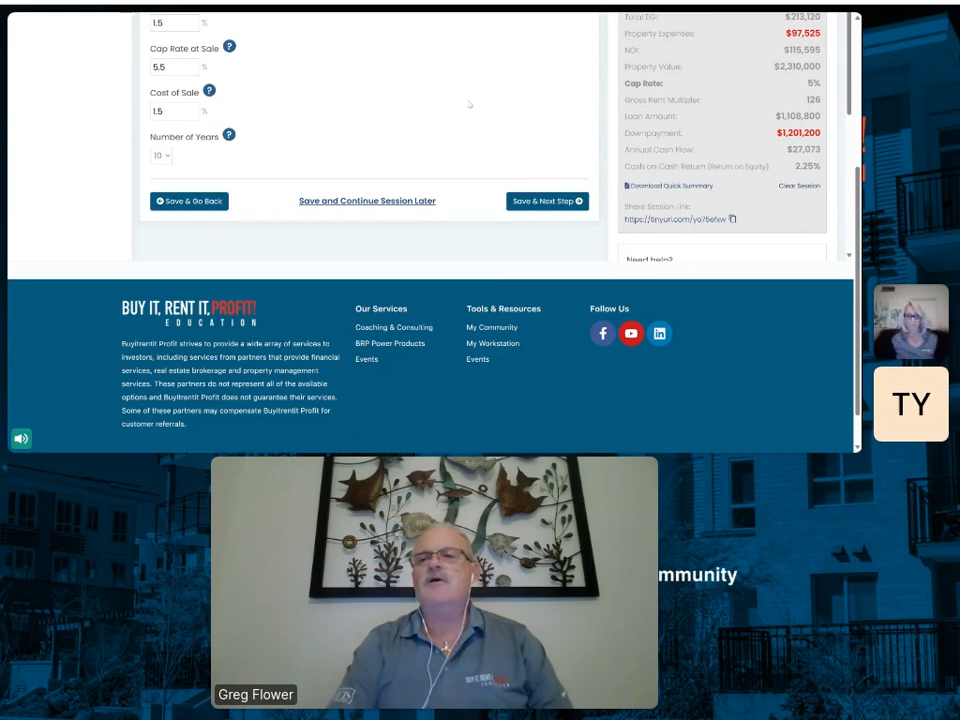 1.5 %
Cap Rate at Sale ?
5.5 %
Cost of Sale ?
1.5 %
Number of Years ?
10
Save & Go Back
Save and Continue Session Later
Save & Next Step
Total EGI: $213,120
Property Expenses: $97,525
NOI: $115,595
Property Value: $2,310,000
Cap Rate: 5%
Gross Rent Multiplier: 126
Loan Amount: $1,108,800
Downpayment: $1,201,200
Annual Cash Flow: $27,073
Cash on Cash Return (Return on Equity): 2.25%
Download Quick Summary Clear Session
Share Session Link:
Need help?
BUY IT, RENT IT, PROFIT!
EDUCATION
Buyitrentit Profit strives to provide a wide array of services to
investors, including services from partners that provide financial
services, real estate brokerage and property management
services. These partners do not represent all of the available
options and Buyitrentit Profit does not guarantee their services.
Some of these partners may compensate Buyitrentit Profit for
customer referrals.
Our Services
Coaching & Consulting
BRP Power Products
Events
Tools & Resources
My Community
My Workstation
Events
Follow Us
TY
mmunity
Greg Flower